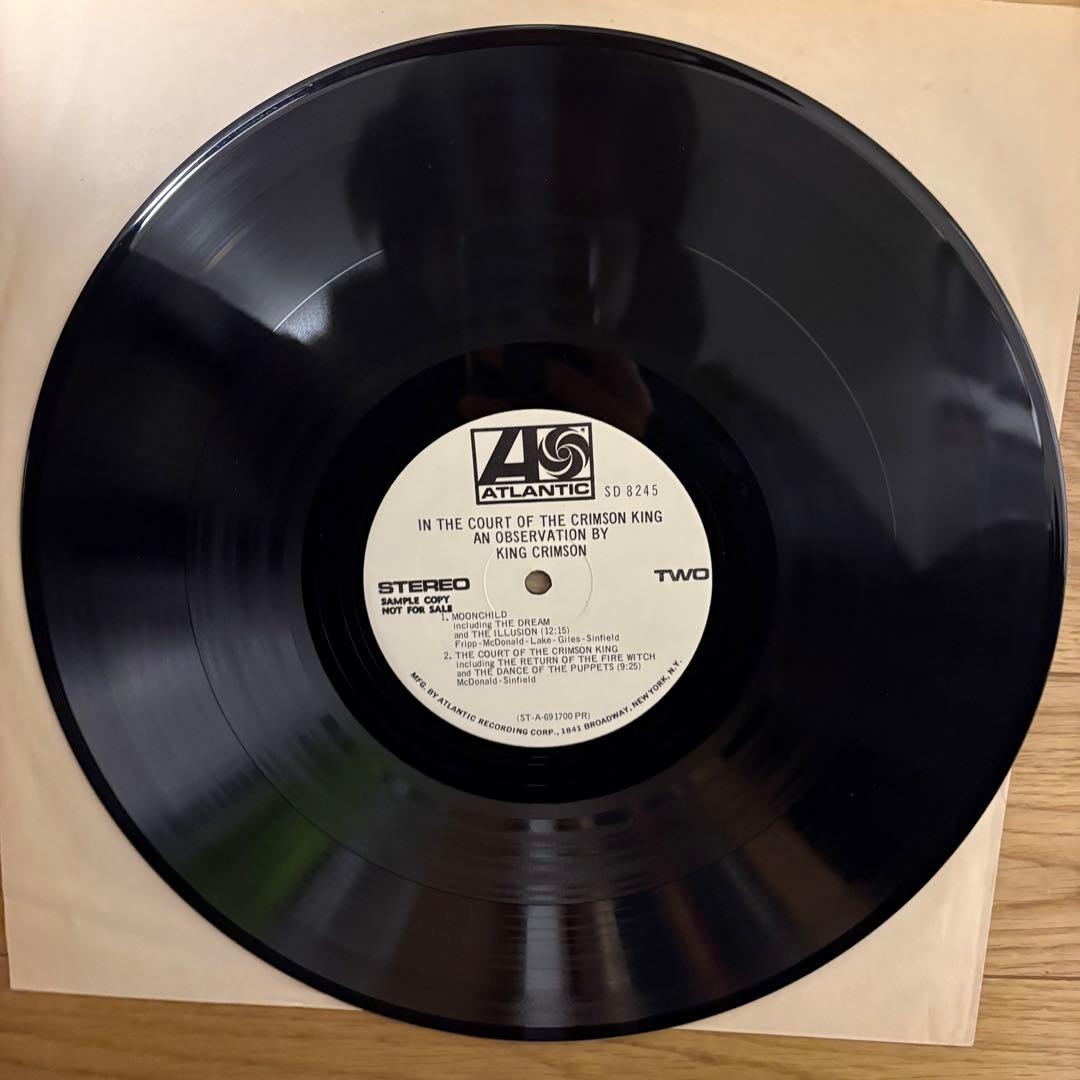 ATLANTIC
SD 8245
IN THE COURT OF THE CRIMSON KING
AN OBSERVATION BY
KING CRIMSON
STEREO
TWO
SAMPLE COPY
NOT FOR SALE
1. MOONCHILD
including THE DREAM
and THE ILLUSION (12:15)
Fripp-McDonald-Lake-Giles-Sinfield
2. THE COURT OF THE CRIMSON KING
including THE RETURN OF THE FIRE WITCH
and THE DANCE OF THE PUPPETS (9:25)
McDonald-Sinfield
(ST-A-691700 PR)
MFG. BY ATLANTIC RECORDING CORP., 1841 BROADWAY, NEW YORK, N.Y.